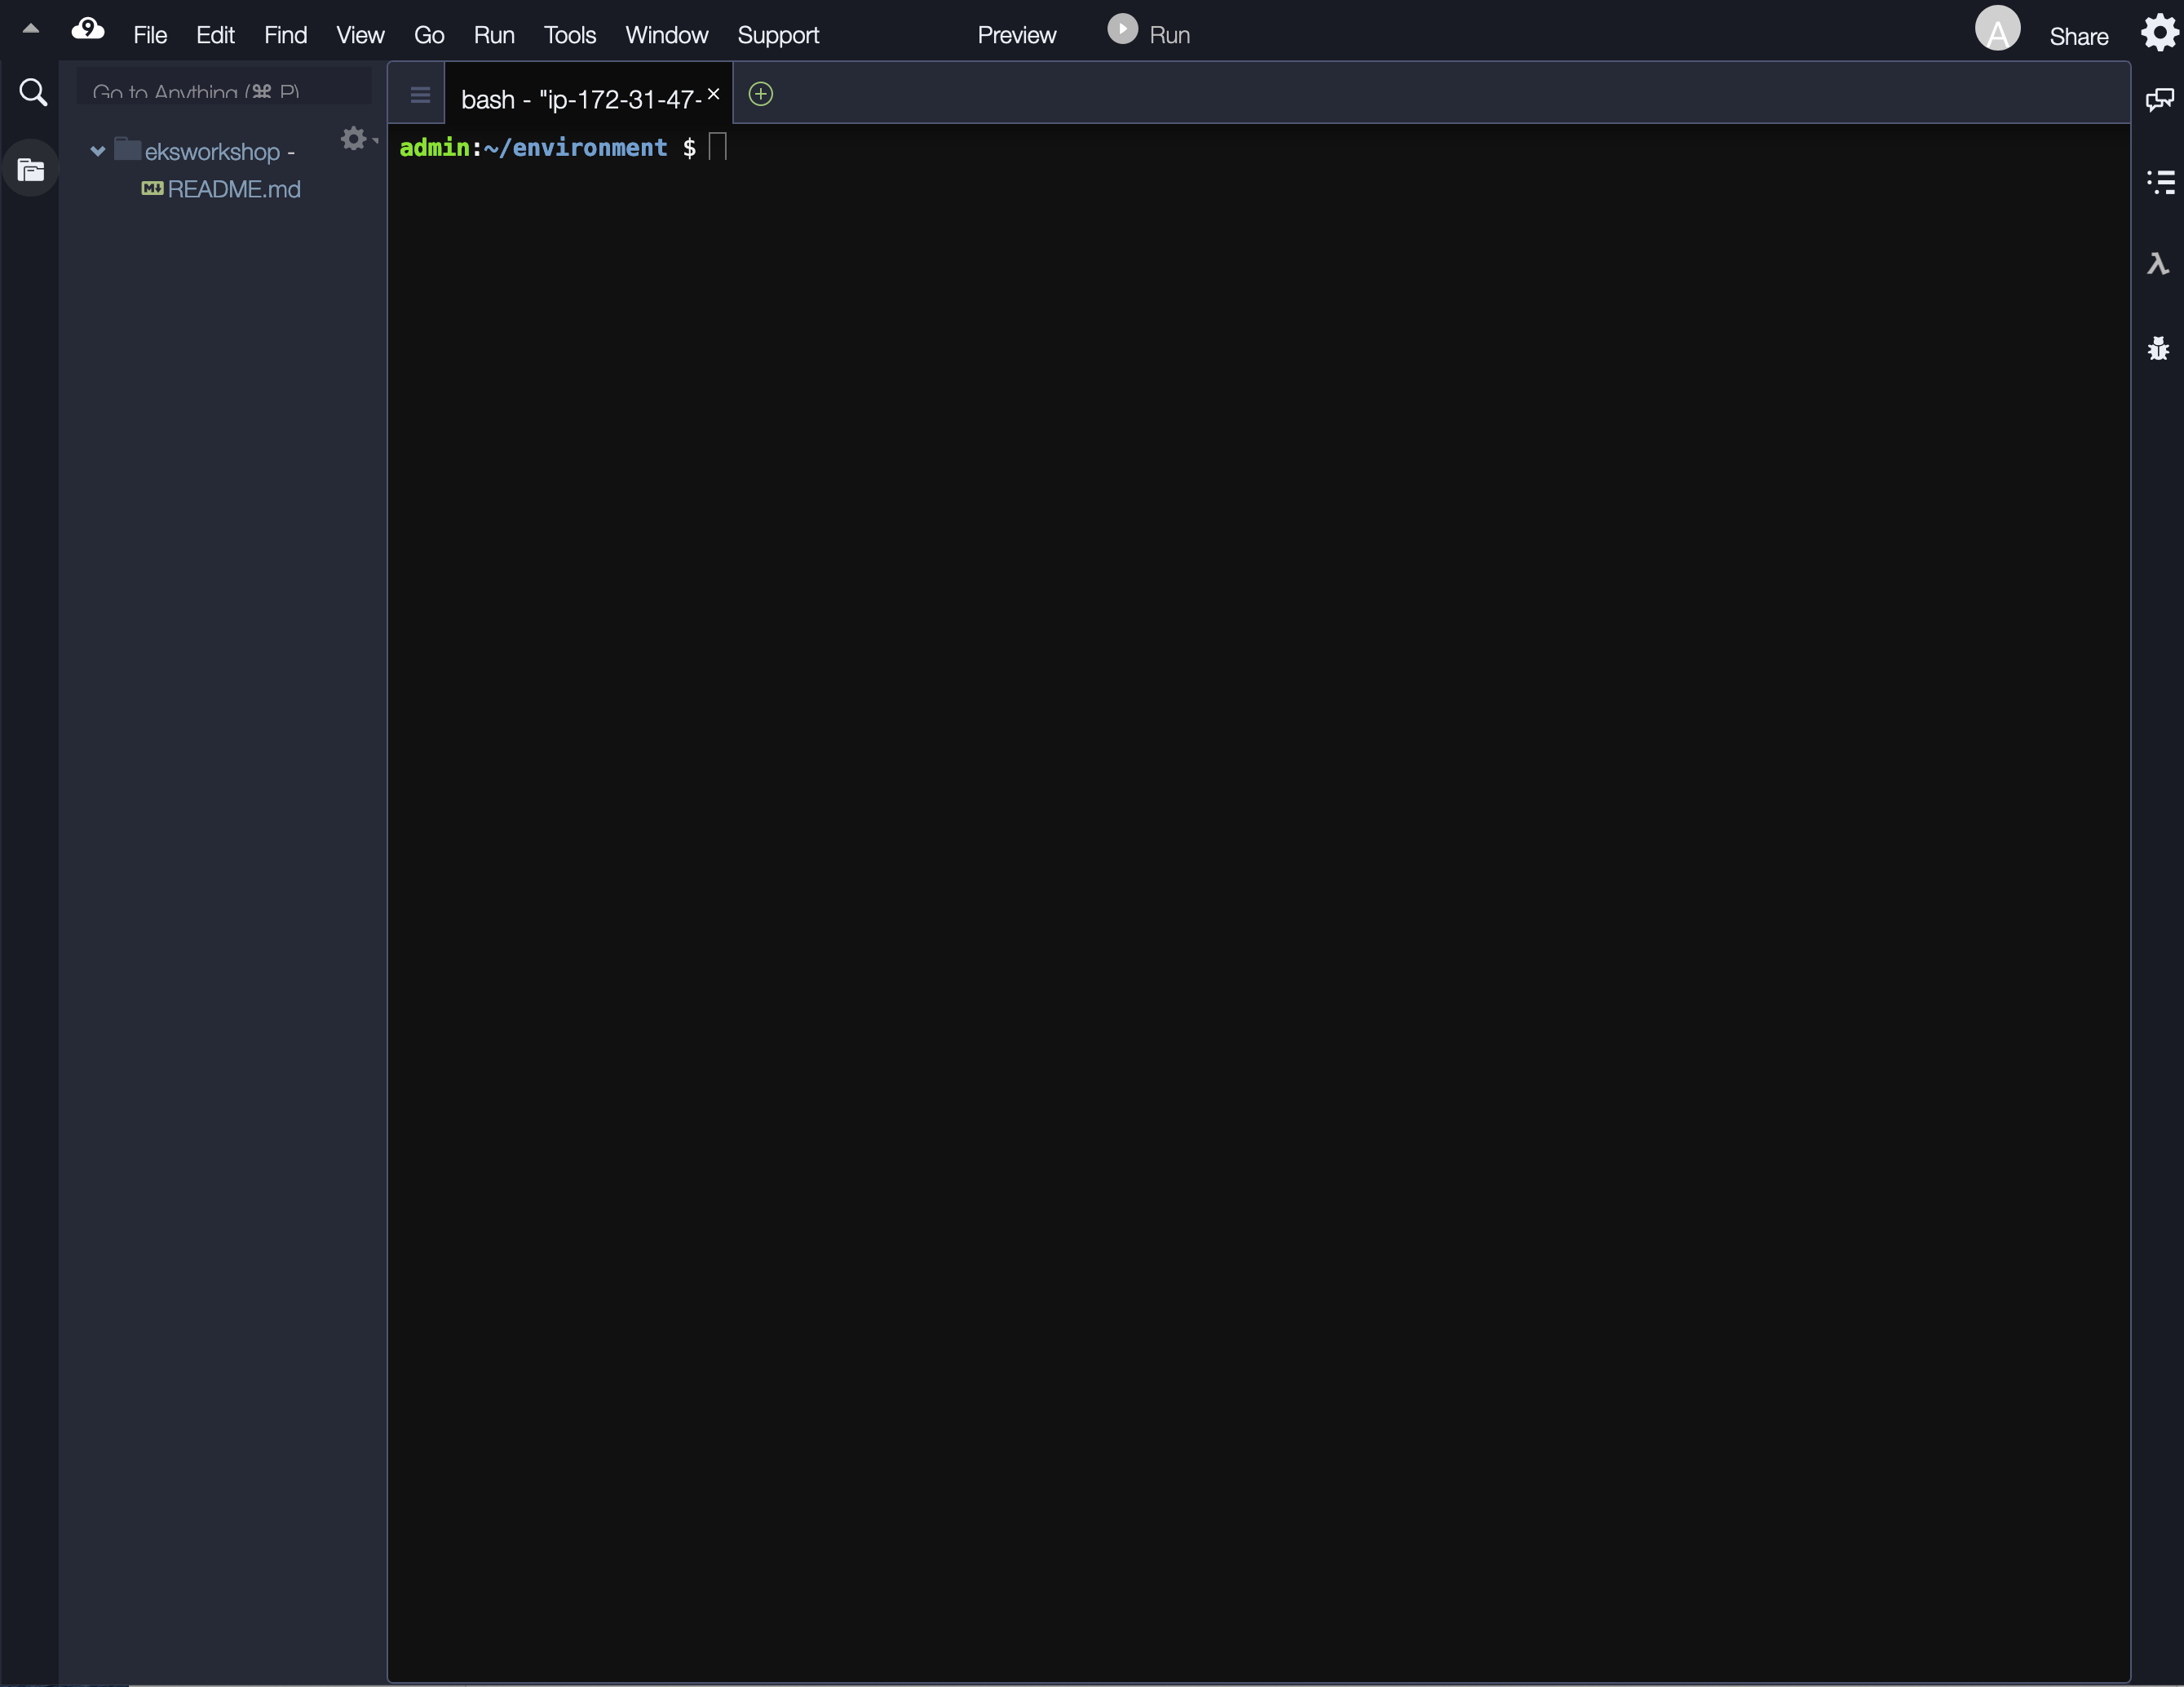 File Edit Find View Go Run Tools Window Support Preview Run A Share
Go to Anything (⌘ P)
bash - "ip-172-31-47-
eksworkshop -
README.md
admin:~/environment $